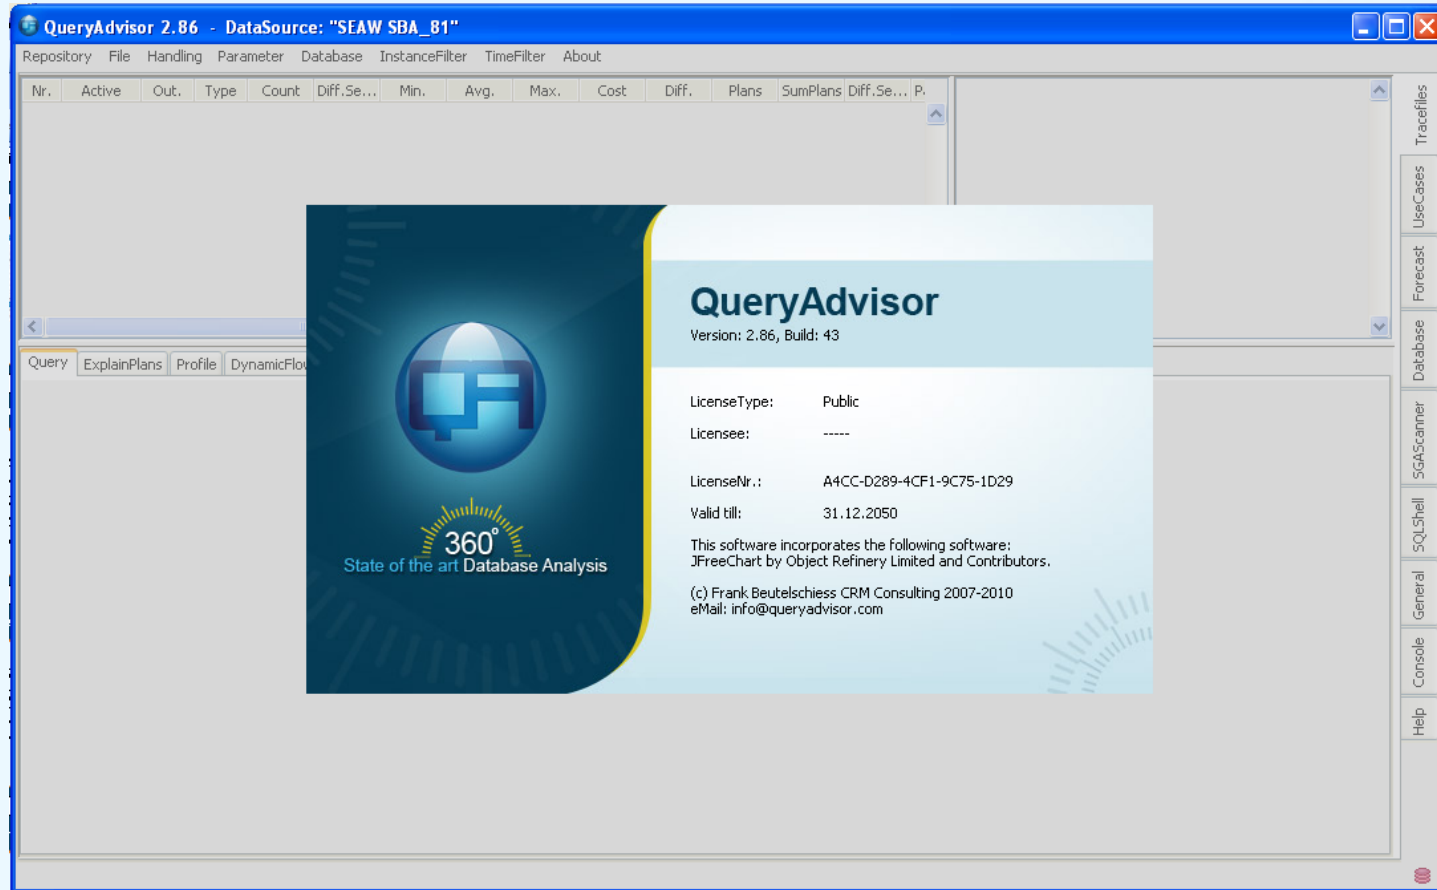 QueryAdvisor 2.86 - DataSource: "SEAW SBA_81"
Repository File Handling Parameter Database InstanceFilter TimeFilter About
Nr. Active Out. Type Count Diff.Se... Min. Avg. Max. Cost Diff. Plans SumPlans Diff.Se... P.
Tracefiles
UseCases
Forecast
Database
SGAScanner
SQLShell
General
Console
Help
Query ExplainPlans Profile DynamicFlo
QA
360°
State of the art Database Analysis
QueryAdvisor
Version: 2.86, Build: 43
LicenseType: Public
Licensee: -----
LicenseNr.: A4CC-D289-4CF1-9C75-1D29
Valid till: 31.12.2050
This software incorporates the following software:
JFreeChart by Object Refinery Limited and Contributors.
(c) Frank Beutelschiess CRM Consulting 2007-2010
eMail: info@queryadvisor.com